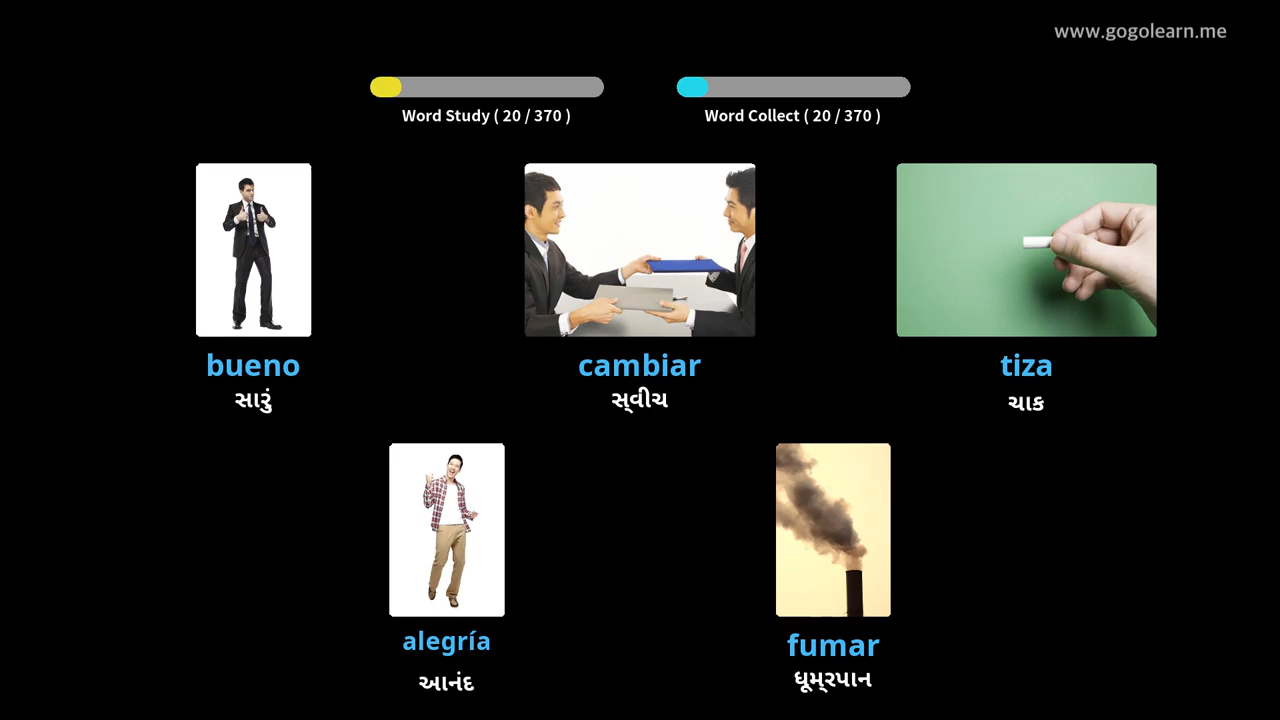 www.gogolearn.me
Word Study ( 20 / 370 )
Word Collect ( 20 / 370 )
bueno
સારું
cambiar
સ્વીચ
tiza
ચાક
alegría
આનંદ
fumar
ધૂમ્રપાન